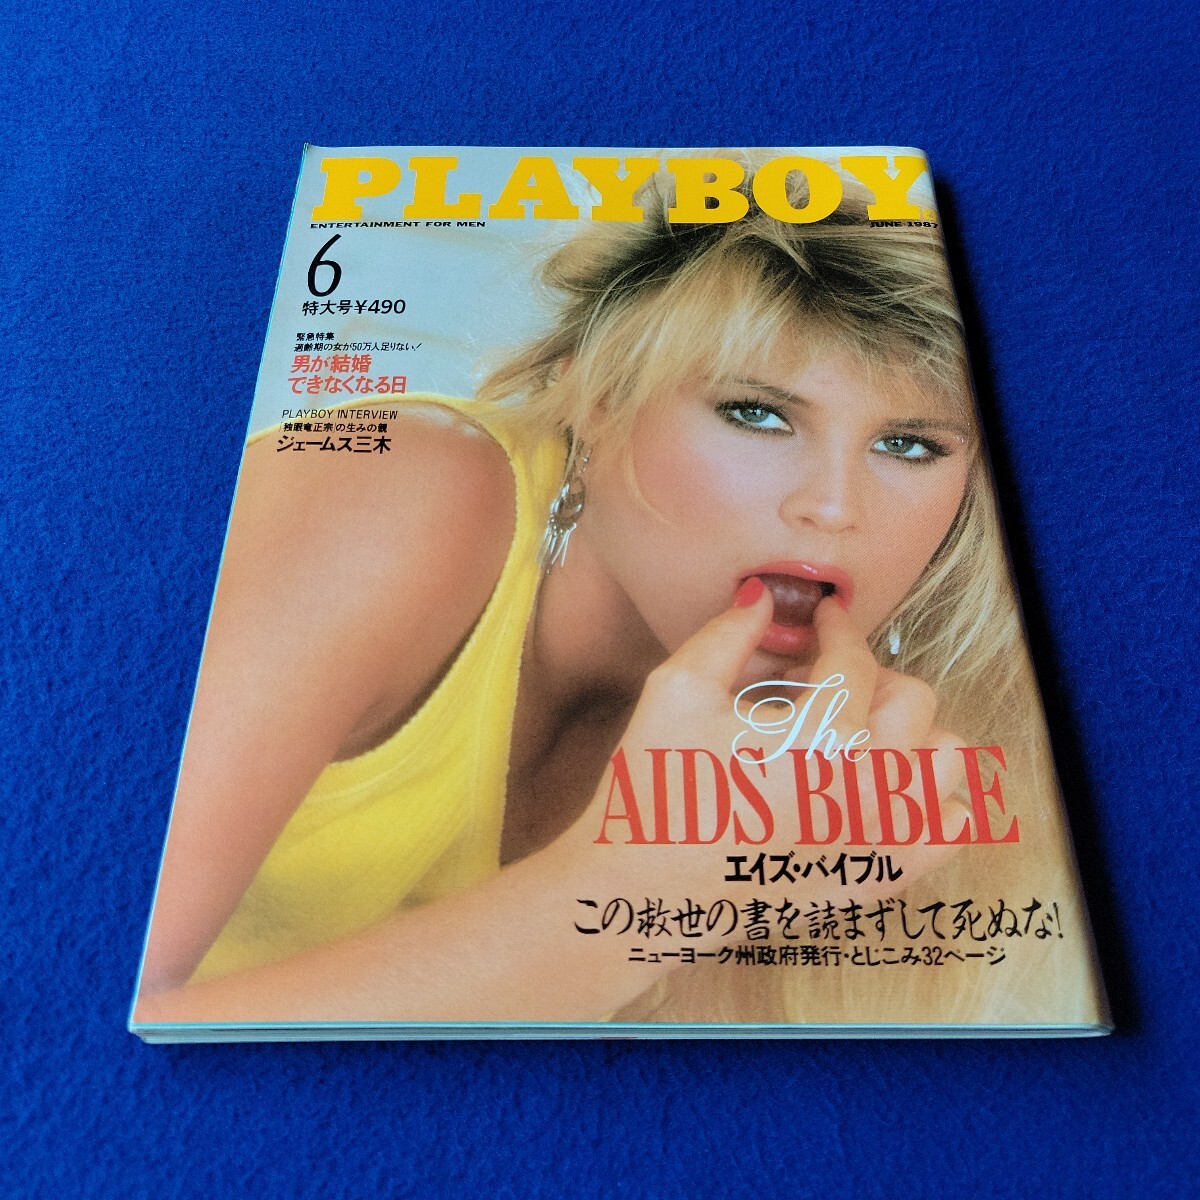 PLAYBOY
ENTERTAINMENT FOR MEN
JUNE 1987
6
特大号¥490
緊急特集
適齢期の女が50万人足りない!
男が結婚
できなくなる日
PLAYBOY INTERVIEW
「独眼竜正宗」の生みの親
ジェームス三木
The
AIDS BIBLE
エイズ・バイブル
この救世の書を読まずして死ぬな!
ニューヨーク州政府発行・とじこみ32ページ